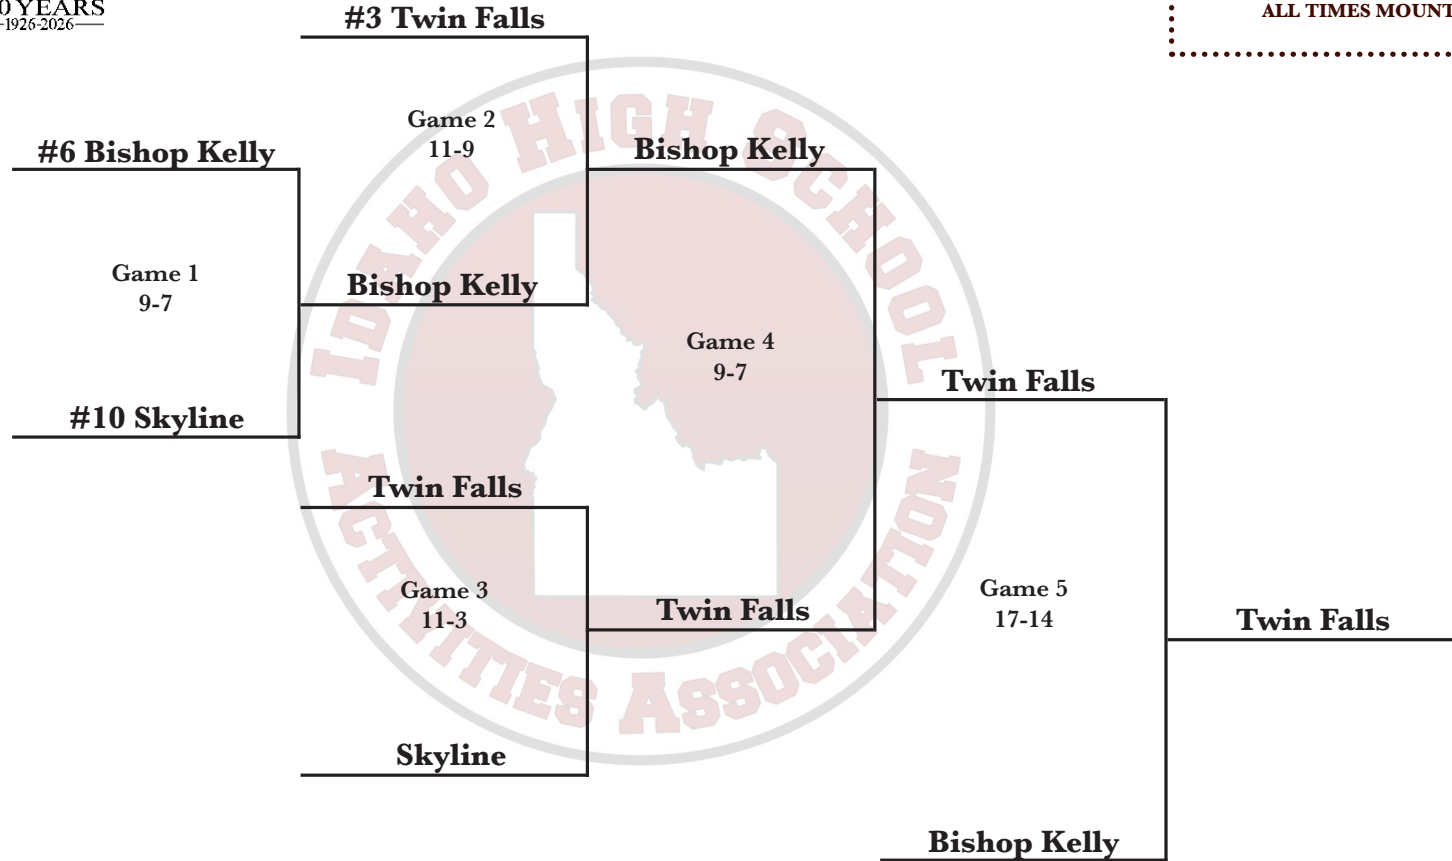 -1926-2026-
ALL TIMES
#3 Twin Falls
Game 2
11-9
#6 Bishop Kelly
Bishop Kelly
Game 1
9-7
Bishop Kelly
Game 4
9-7
Twin Falls
#10 Skyline
Twin Falls
Game 3
11-3
Twin Falls
Game 5
17-14
Twin Falls
Skyline
Bishop Kelly
IDAHO HIGH SCHOOL
ACTIVITIES ASSOCIATION